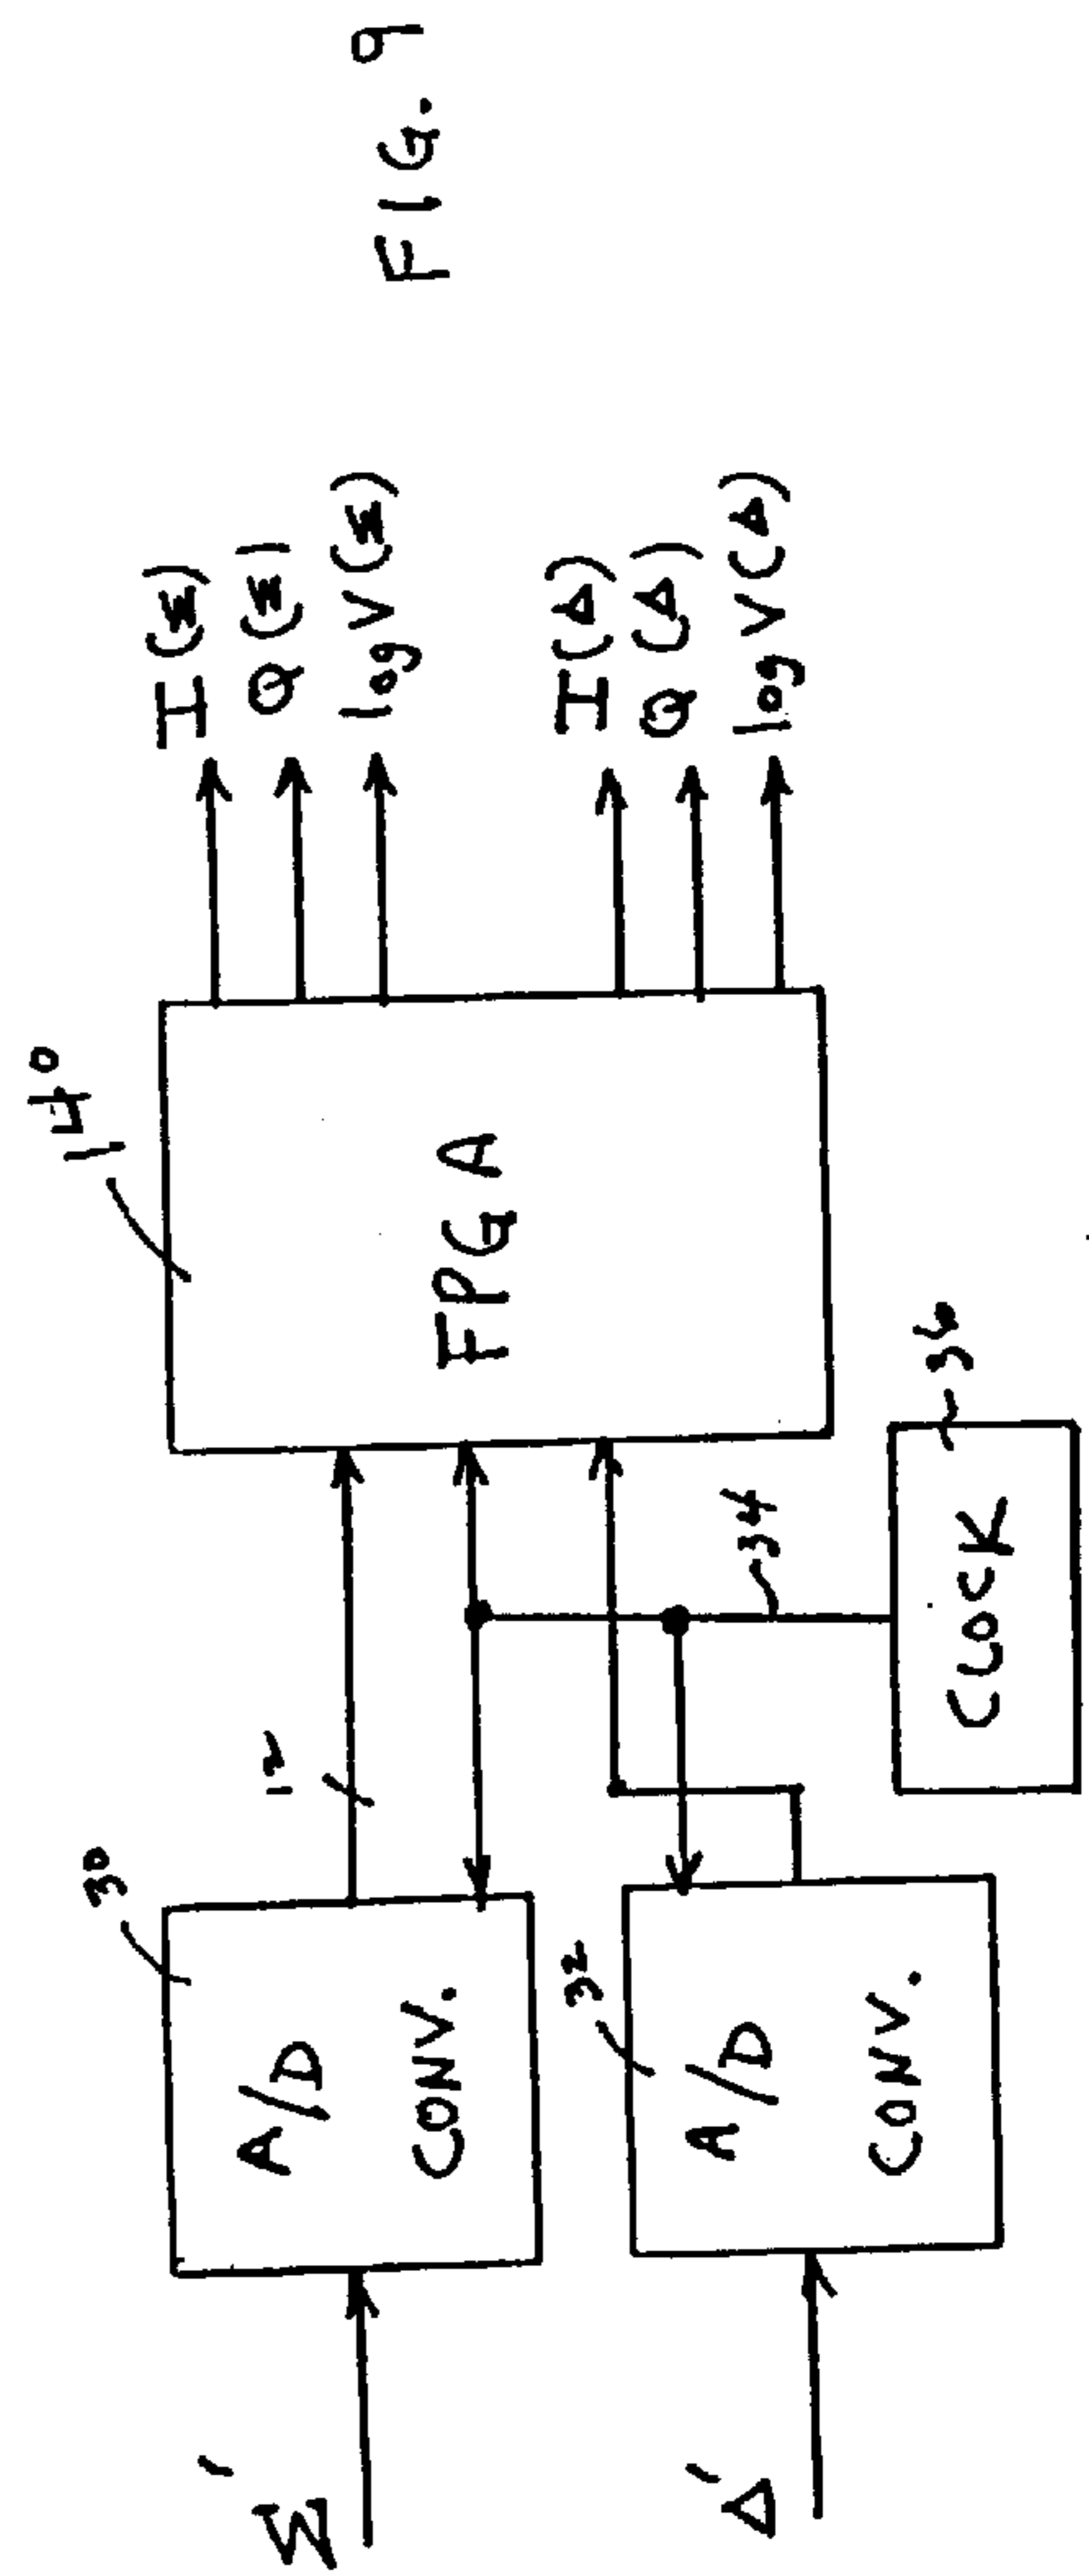 FIG. 9
Σ'
30
A/D
CONV.
12
140
FPGA
I(Σ)
Q(Σ)
log V(Σ)
Δ'
32
A/D
CONV.
34
CLOCK
36
I(Δ)
Q(Δ)
log V(Δ)